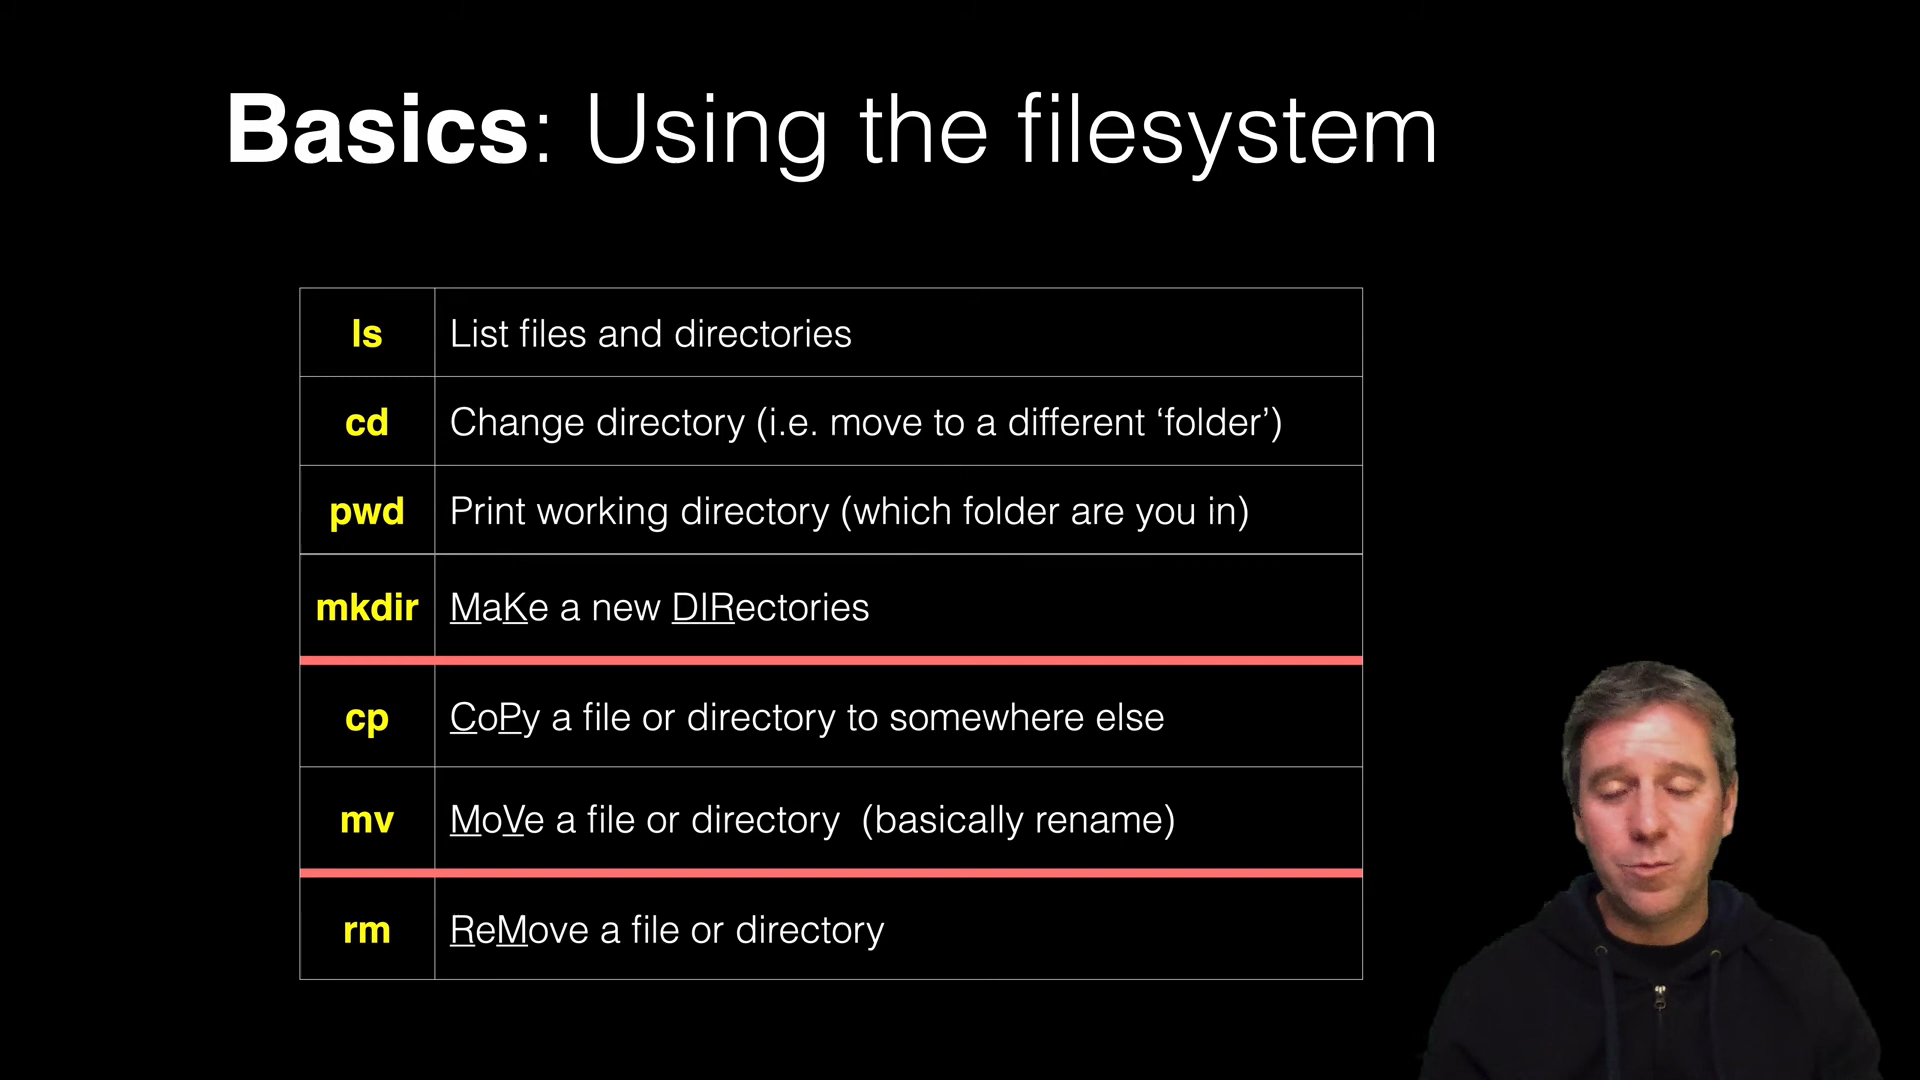 Basics: Using the filesystem
ls List files and directories
cd Change directory (i.e. move to a different ‘folder’)
pwd Print working directory (which folder are you in)
mkdir MaKe a new DIRectories
cp CoPy a file or directory to somewhere else
mv MoVe a file or directory  (basically rename)
rm ReMove a file or directory